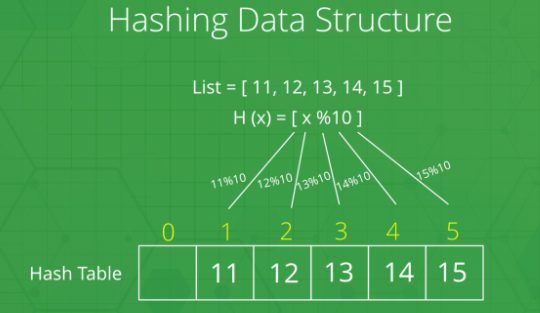 Hashing Data Structure
List = [ 11, 12, 13, 14, 15 ]
H (x) = [ x %10 ]
11%10 12%10 13%10 14%10 15%10
0 1 2 3 4 5
Hash Table 11 12 13 14 15